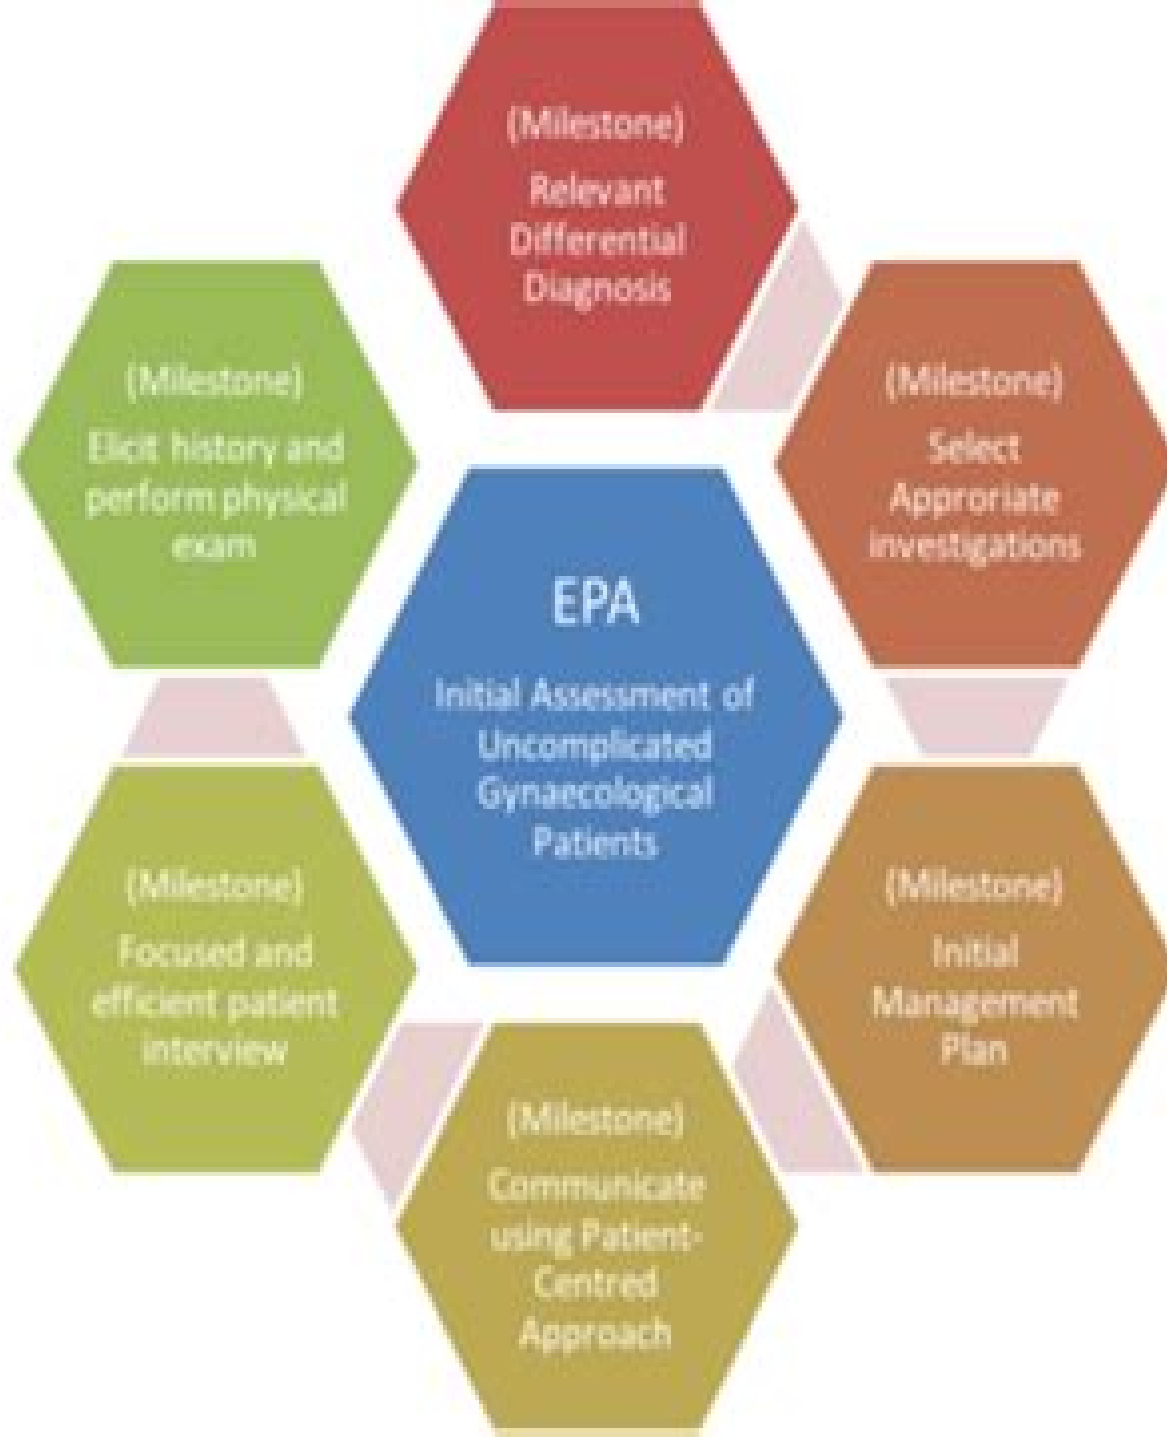 (Milestone)
Relevant
Differential
Diagnosis
(Milestone)
Elicit history and
perform physical
exam
(Milestone)
Select
Approriate
investigations
EPA
Initial Assessment of
Uncomplicated
Gynaecological
Patients
(Milestone)
Focused and
efficient patient
interview
(Milestone)
Initial
Management
Plan
(Milestone)
Communicate
using Patient-
Centred
Approach